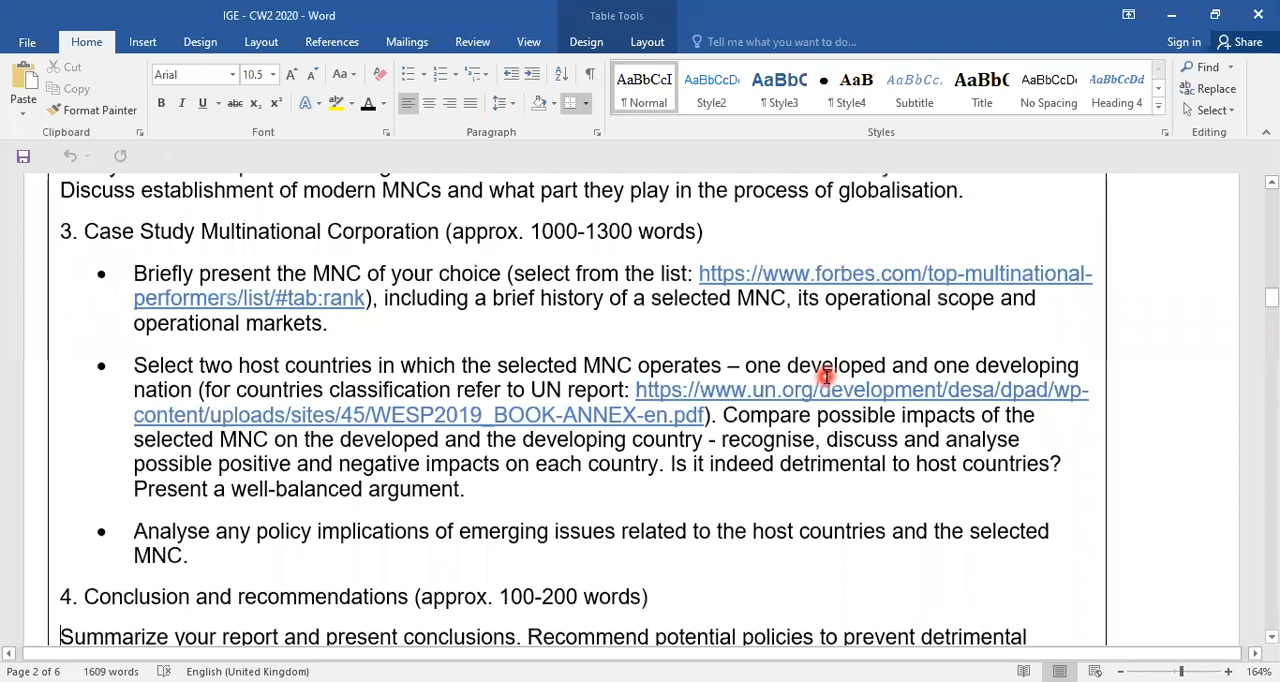 IGE - CW2 2020 - Word
Table Tools
File Home Insert Design Layout References Mailings Review View Design Layout Tell me what you want to do... Sign in Share
Cut
Copy
Format Painter
Paste
Arial 10.5
AaBbCcI AaBbCcDc AaBbC AaB AaBbCc. AaBb( AaBbCcDd AaBbCcDd
¶ Normal Style2 ¶ Style3 ¶ Style4 Subtitle Title No Spacing Heading 4
Find
Replace
Select
Clipboard Font Paragraph Styles Editing
Discuss establishment of modern MNCs and what part they play in the process of globalisation.
3. Case Study Multinational Corporation (approx. 1000-1300 words)
• Briefly present the MNC of your choice (select from the list: https://www.forbes.com/top-multinational-
performers/list/#tab:rank), including a brief history of a selected MNC, its operational scope and
operational markets.
• Select two host countries in which the selected MNC operates – one developed and one developing
nation (for countries classification refer to UN report: https://www.un.org/development/desa/dpad/wp-
content/uploads/sites/45/WESP2019_BOOK-ANNEX-en.pdf). Compare possible impacts of the
selected MNC on the developed and the developing country - recognise, discuss and analyse
possible positive and negative impacts on each country. Is it indeed detrimental to host countries?
Present a well-balanced argument.
• Analyse any policy implications of emerging issues related to the host countries and the selected
MNC.
4. Conclusion and recommendations (approx. 100-200 words)
Summarize your report and present conclusions. Recommend potential policies to prevent detrimental
Page 2 of 6 1609 words English (United Kingdom) 164%